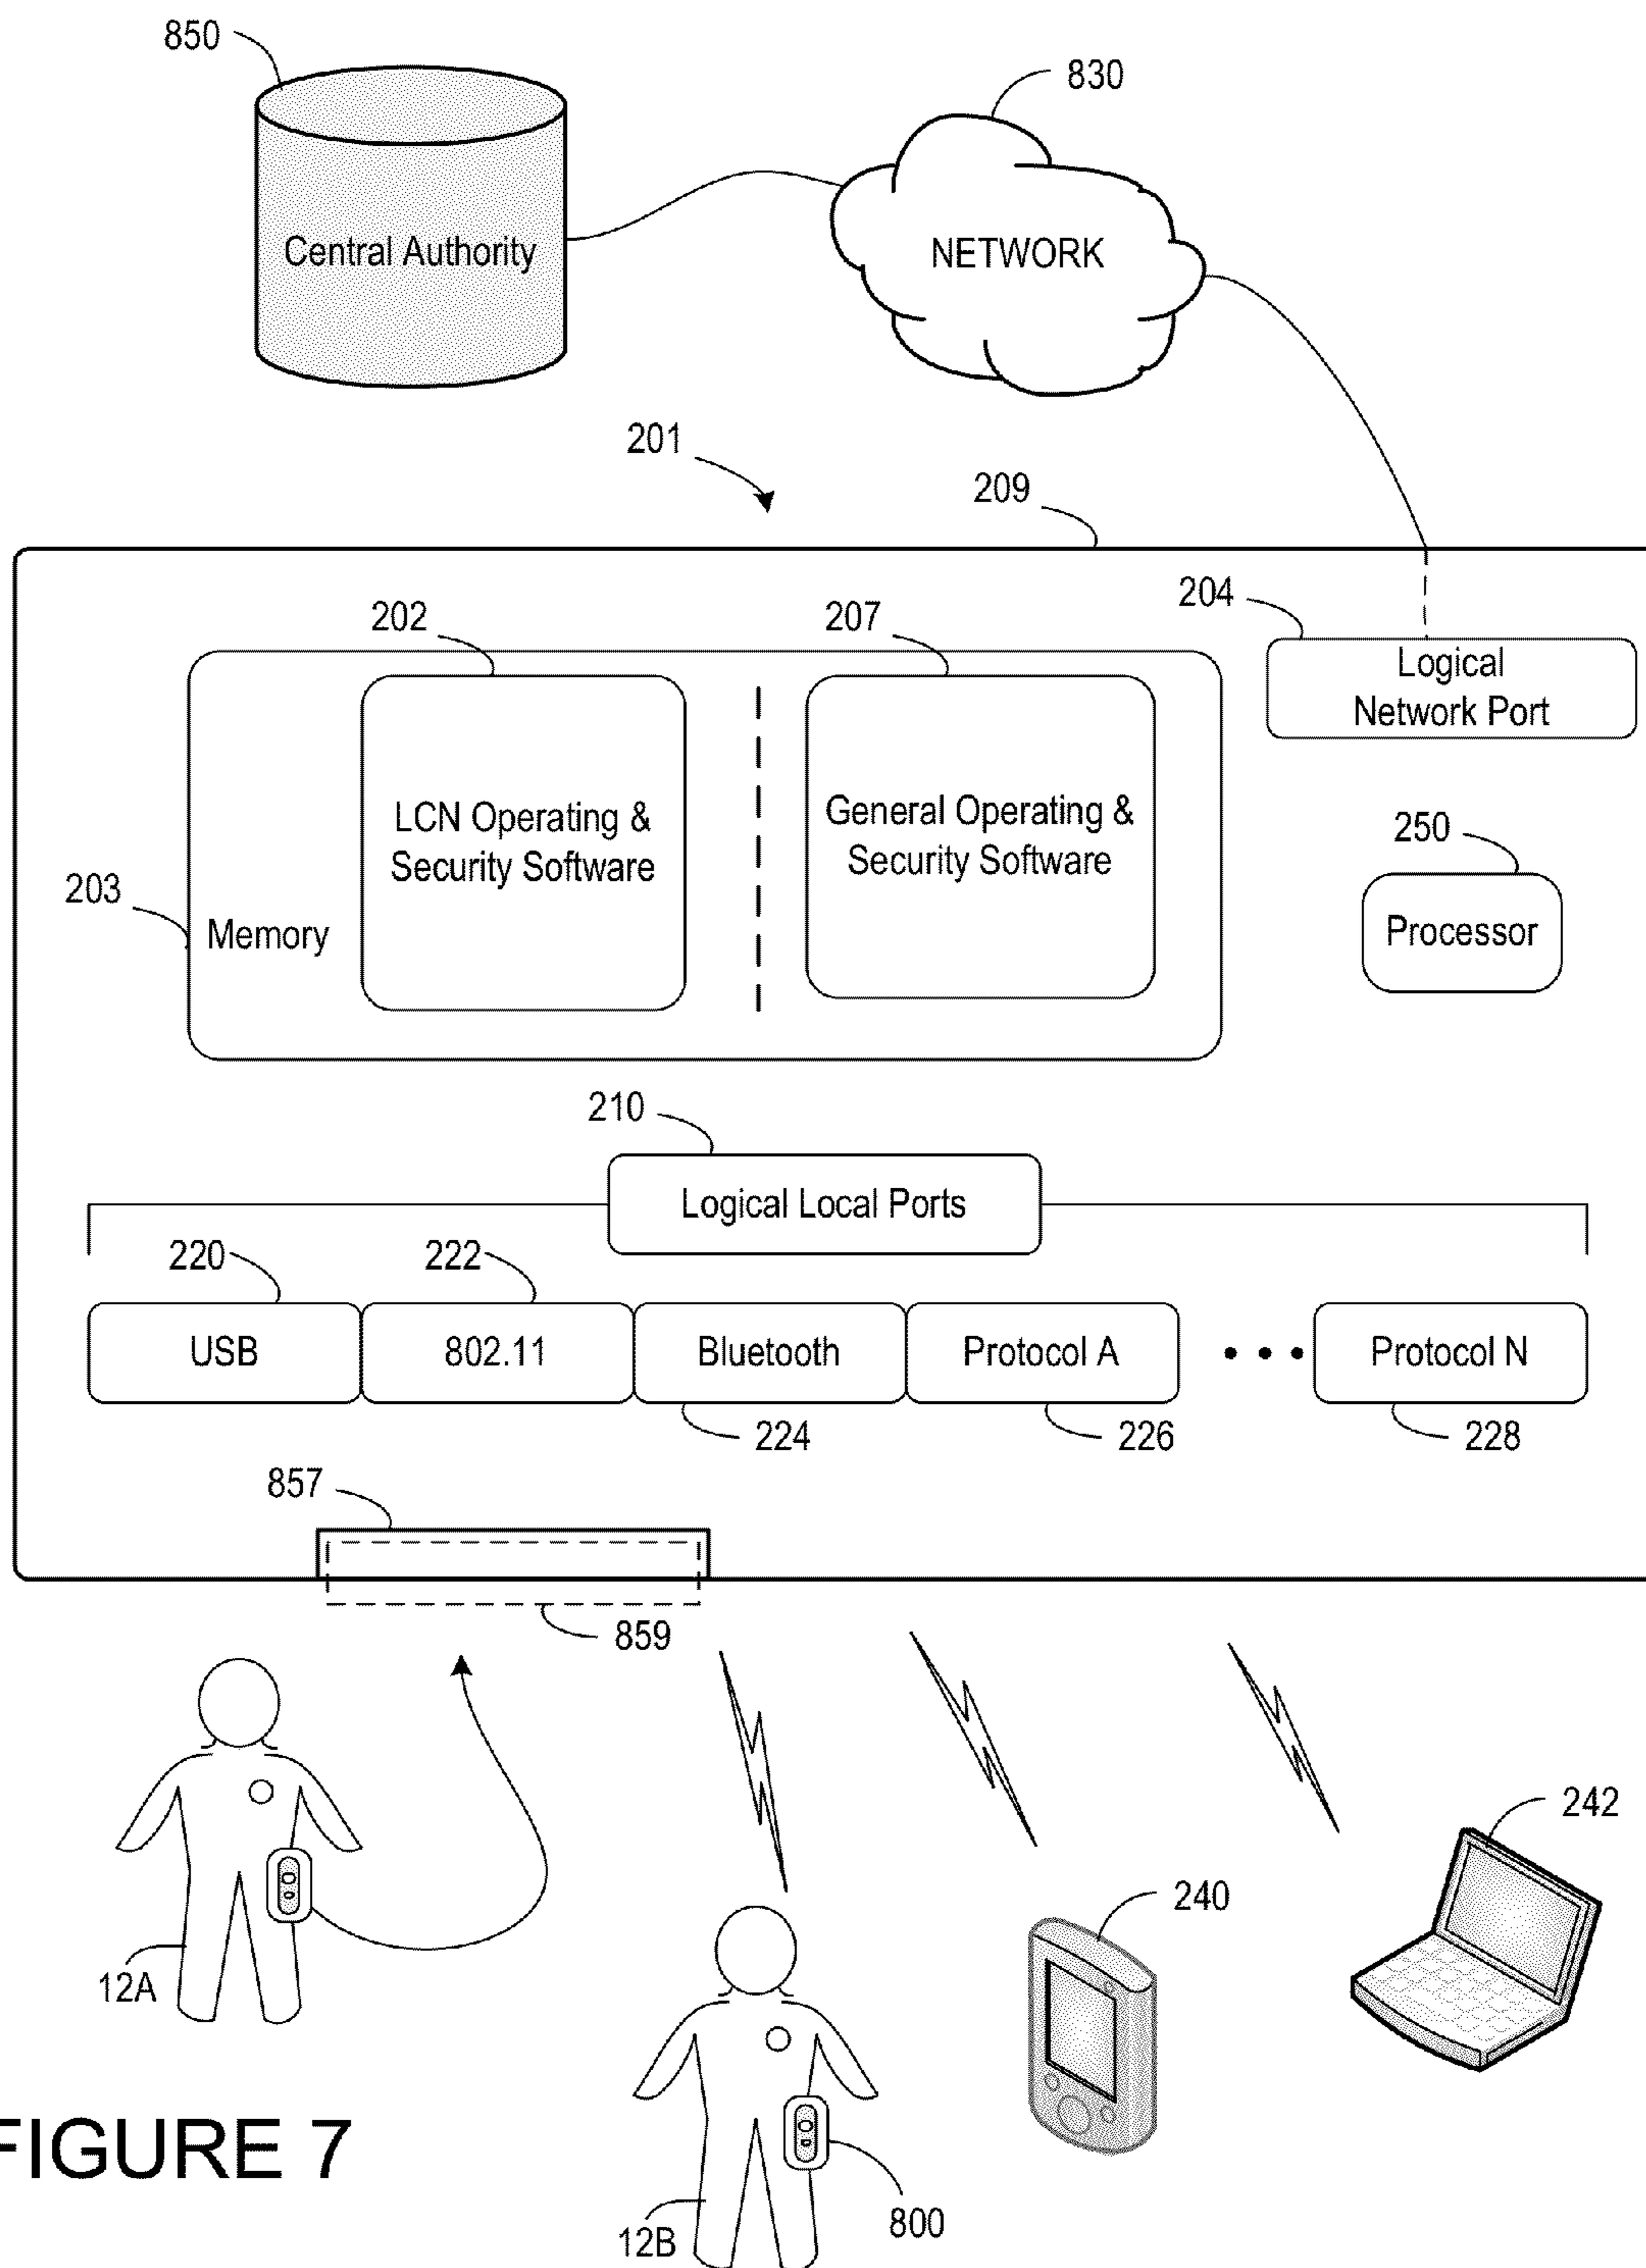 850
830
Central Authority
NETWORK
201
209
204
202
207
Logical
Network Port
LCN Operating &
Security Software
General Operating &
Security Software
250
203
Memory
Processor
210
Logical Local Ports
220
222
USB
802.11
Bluetooth
Protocol A
Protocol N
224
226
228
857
859
242
240
12A
FIGURE 7
800
12B